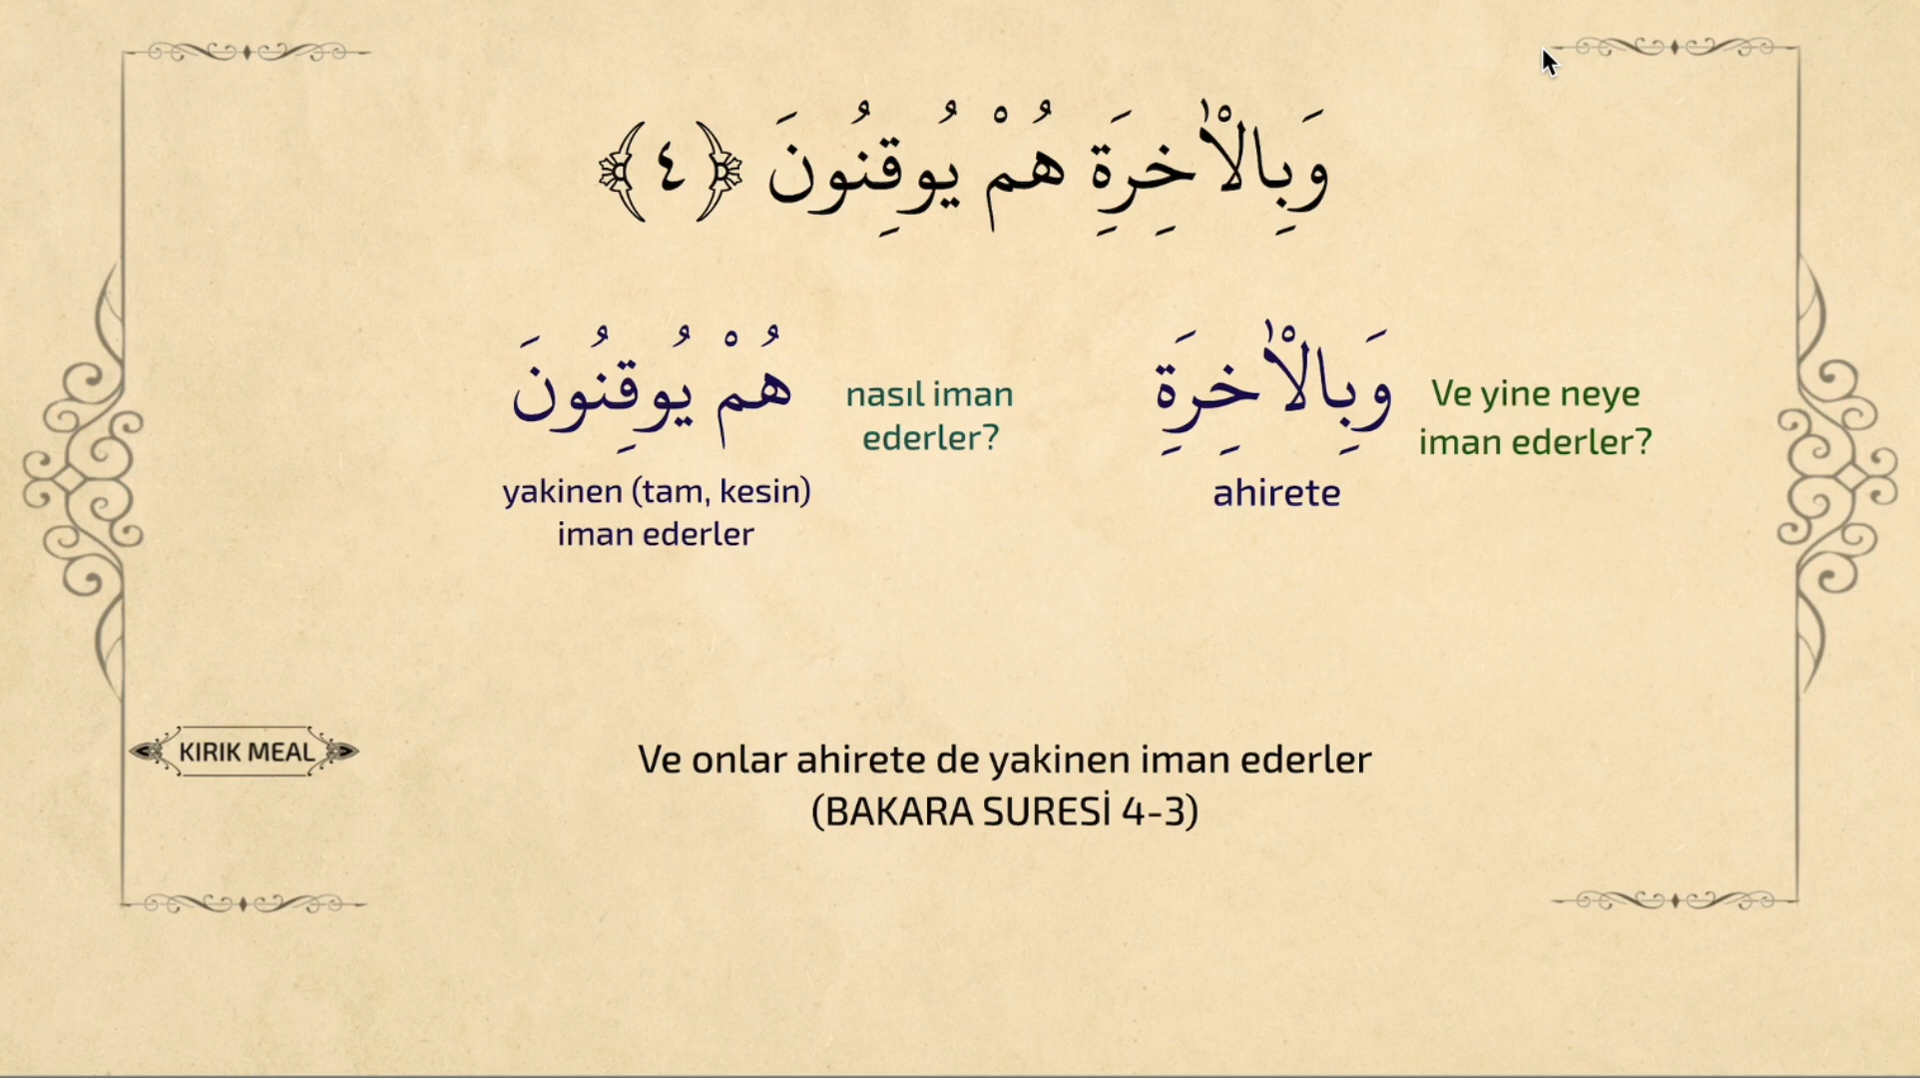 وَبِالْاٰخِرَةِ هُمْ يُوقِنُونَ ﴿٤﴾
Ve yine neye
iman ederler?
وَبِالْاٰخِرَةِ
ahirete
nasıl iman
ederler?
هُمْ يُوقِنُونَ
yakinen (tam, kesin)
iman ederler
KIRIK MEAL
Ve onlar ahirete de yakinen iman ederler
(BAKARA SURESİ 4-3)